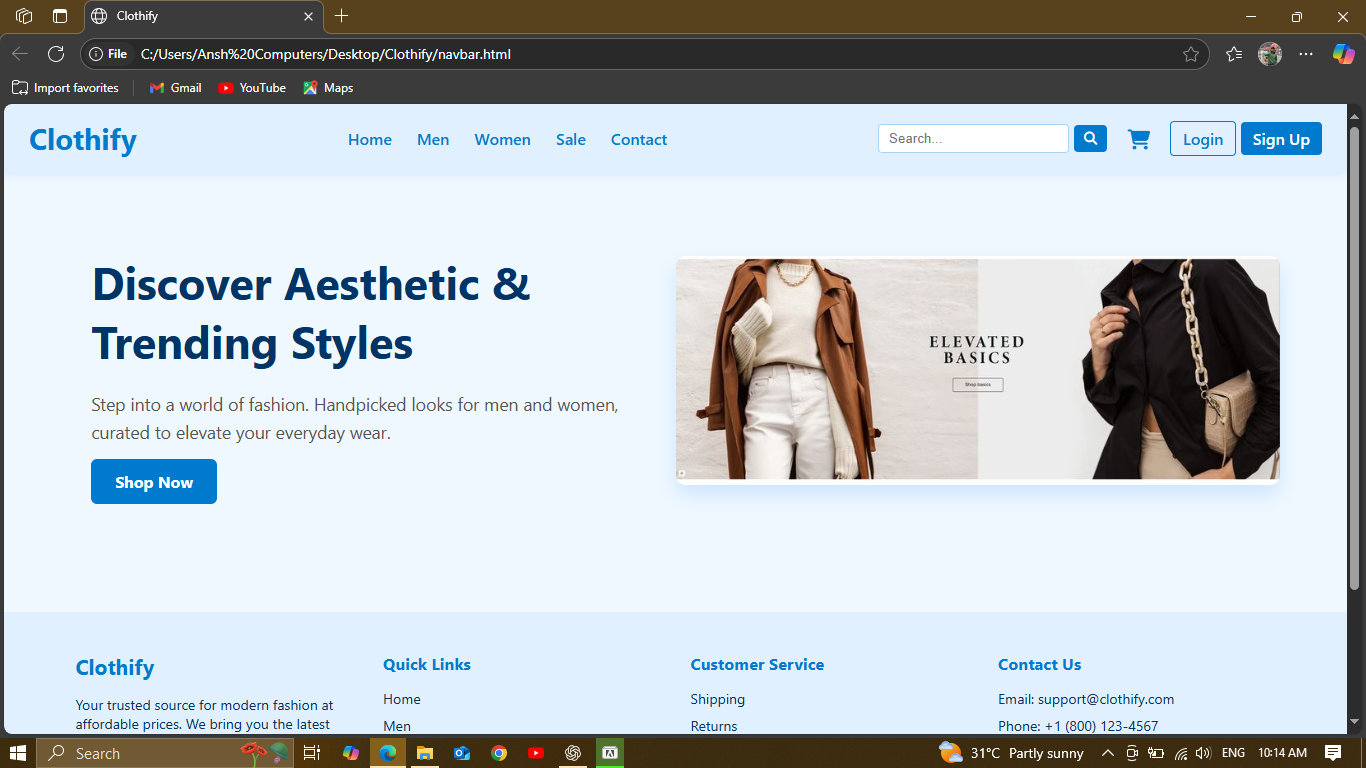 Clothify
File C:/Users/Ansh%20Computers/Desktop/Clothify/navbar.html
Import favorites Gmail YouTube Maps
Clothify Home Men Women Sale Contact Search... Login Sign Up
Discover Aesthetic &
Trending Styles
Step into a world of fashion. Handpicked looks for men and women,
curated to elevate your everyday wear.
Shop Now
ELEVATED
BASICS
Shop basics
Clothify
Your trusted source for modern fashion at
affordable prices. We bring you the latest
Quick Links
Home
Men
Customer Service
Shipping
Returns
Contact Us
Email: support@clothify.com
Phone: +1 (800) 123-4567
Search 31°C Partly sunny ENG 10:14 AM